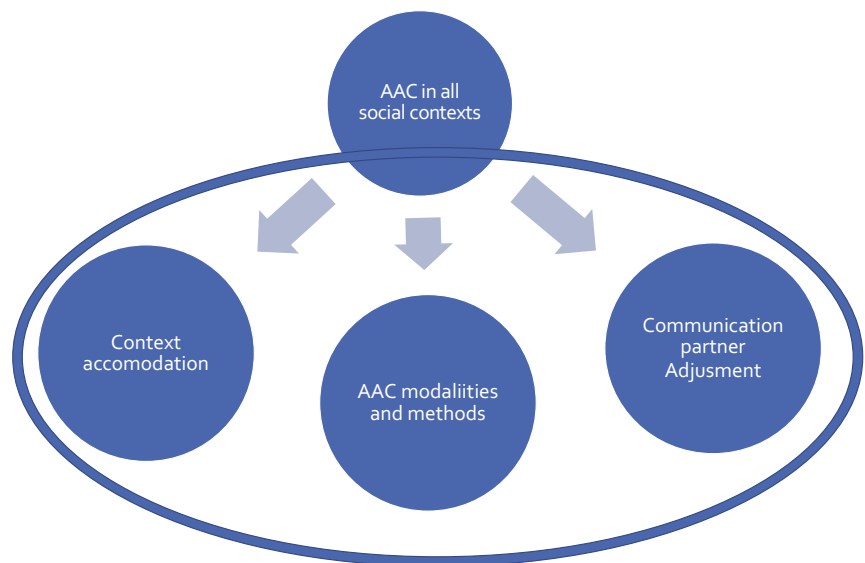 AAC in all
social contexts
Context
accomodation
AAC modaliities
and methods
Communication
partner
Adjusment